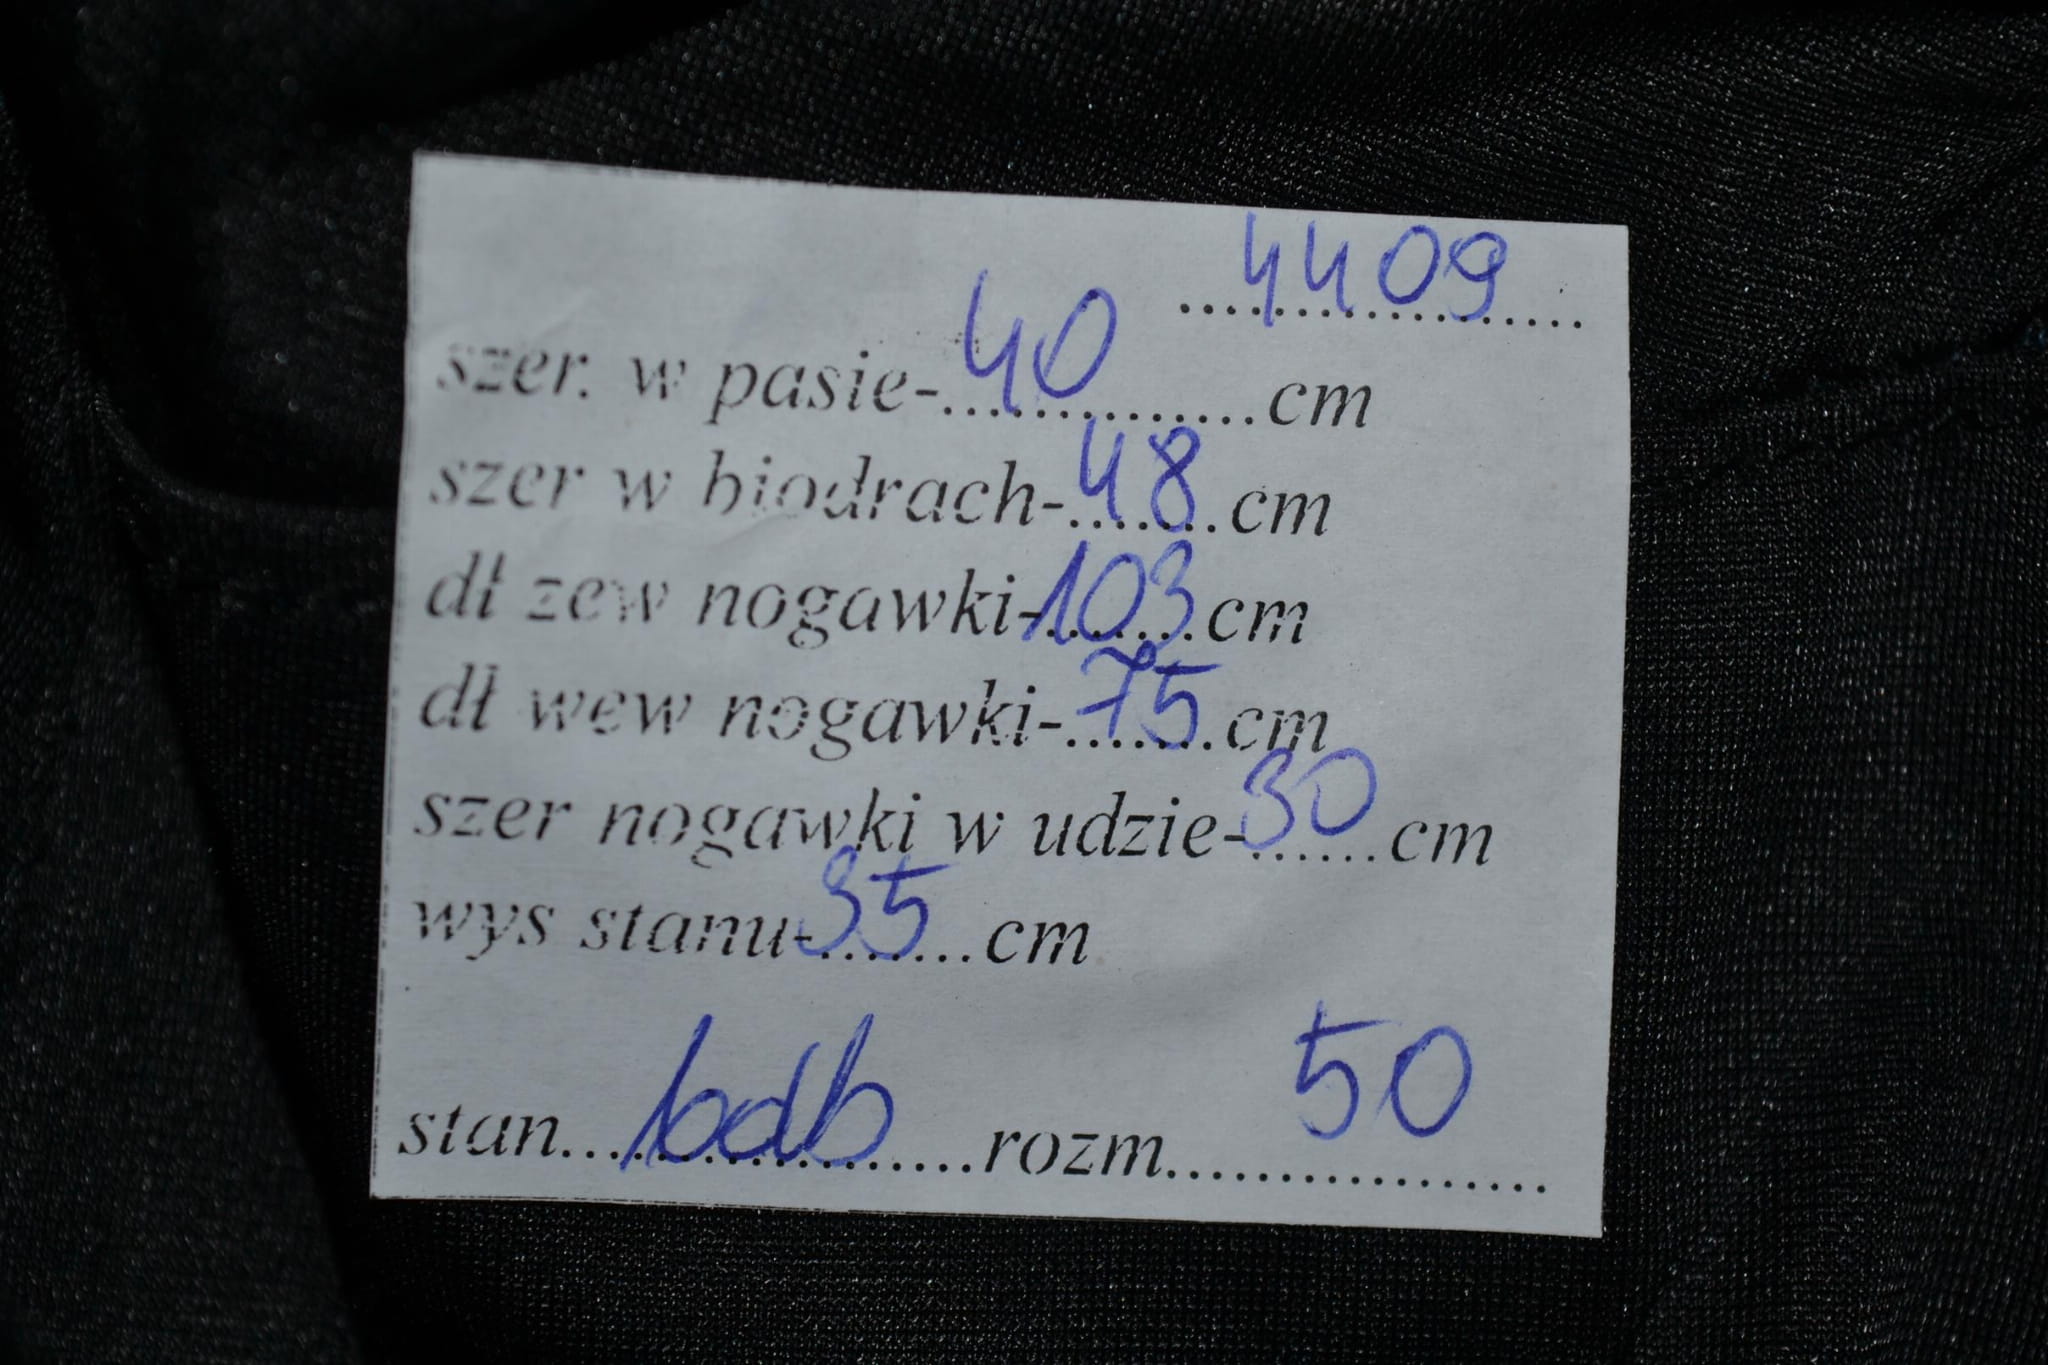 4409
szer. w pasie-40..............cm
szer w biodrach-48.......cm
dł zew nogawki-103.......cm
dł wew nogawki-75.......cm
szer nogawki w udzie-30......cm
wys stanu-35.......cm
stan...bdb..................rozm.................50